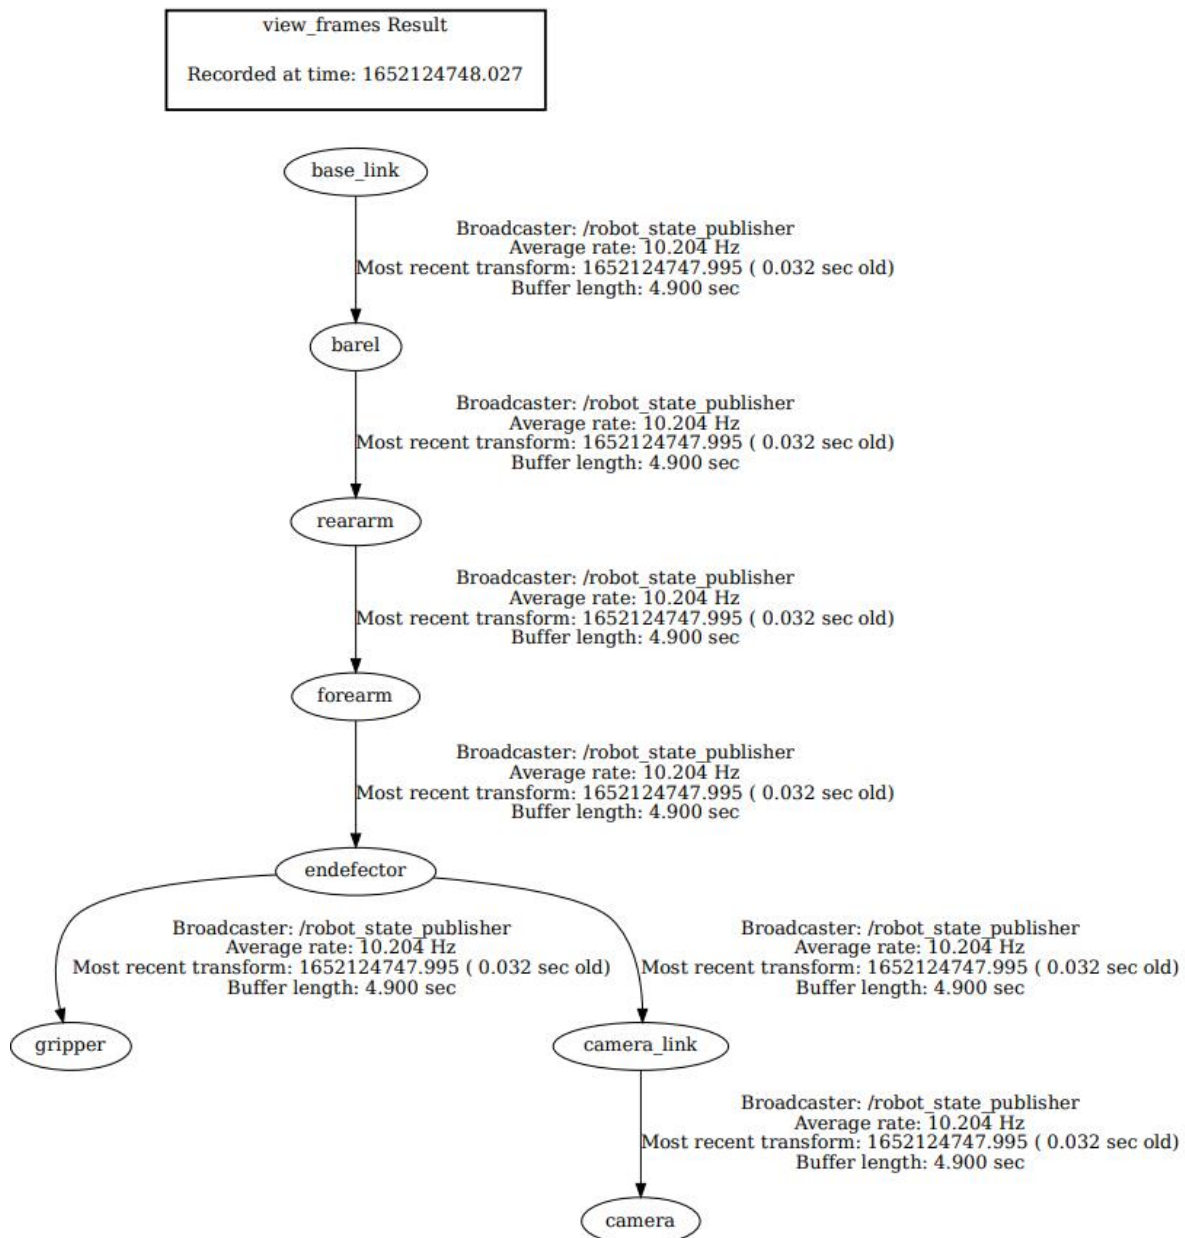 view_frames Result
Recorded at time: 1652124748.027
base_link
Broadcaster: /robot_state_publisher
Average rate: 10.204 Hz
Most recent transform: 1652124747.995 ( 0.032 sec old)
Buffer length: 4.900 sec
barel
Broadcaster: /robot_state_publisher
Average rate: 10.204 Hz
Most recent transform: 1652124747.995 ( 0.032 sec old)
Buffer length: 4.900 sec
reararm
Broadcaster: /robot_state_publisher
Average rate: 10.204 Hz
Most recent transform: 1652124747.995 ( 0.032 sec old)
Buffer length: 4.900 sec
forearm
Broadcaster: /robot_state_publisher
Average rate: 10.204 Hz
Most recent transform: 1652124747.995 ( 0.032 sec old)
Buffer length: 4.900 sec
endefector
Broadcaster: /robot_state_publisher
Average rate: 10.204 Hz
Most recent transform: 1652124747.995 ( 0.032 sec old)
Buffer length: 4.900 sec
Broadcaster: /robot_state_publisher
Average rate: 10.204 Hz
Most recent transform: 1652124747.995 ( 0.032 sec old)
Buffer length: 4.900 sec
gripper
camera_link
Broadcaster: /robot_state_publisher
Average rate: 10.204 Hz
Most recent transform: 1652124747.995 ( 0.032 sec old)
Buffer length: 4.900 sec
camera